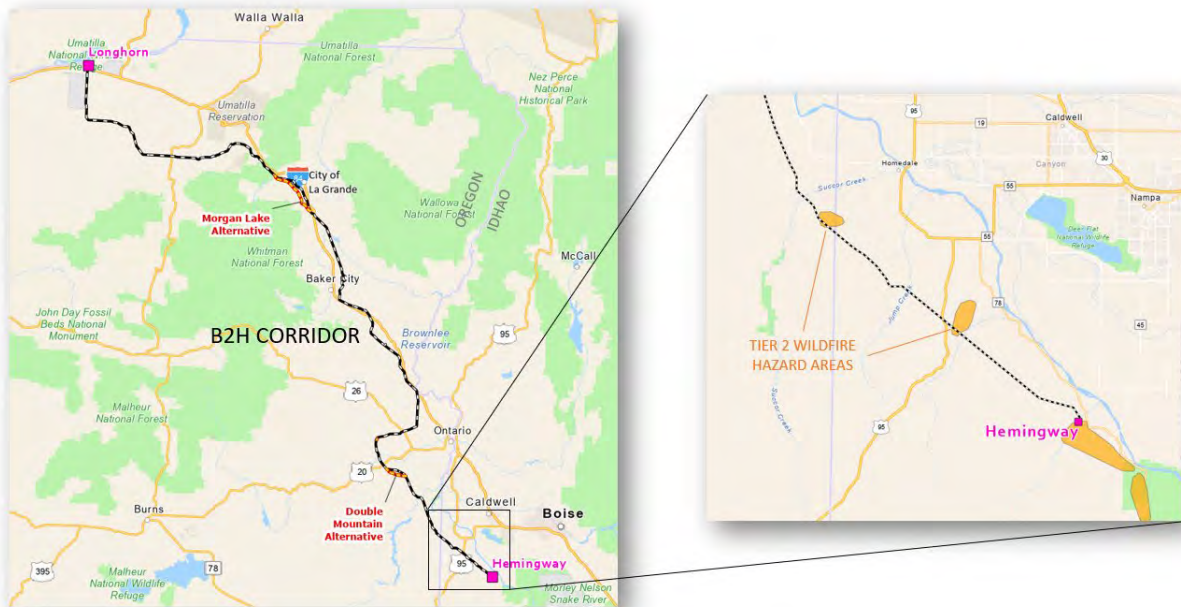 Walla Walla
Umatilla
National
Refuge
Longhorn
Umatilla
National Forest
Nez Perce
National
Historical Park
Umatilla
Reservation
84
City of
La Grande
Morgan Lake
Alternative
Wallowa
National Forest
OREGON
IDHAO
Whitman
National Forest
McCall
Baker City
John Day Fossil
Beds National
Monument
B2H CORRIDOR
Brownlee
Reservoir
95
26
Malheur
National Forest
Ontario
20
Burns
Double
Mountain
Alternative
Caldwell
Boise
395
Malheur
National Wildlife
Refuge
78
95
Hemingway
Morley Nelson
Snake River
95
19
Caldwell
Homedale
Canyon
30
Succor Creek
55
Nampa
Deer Flat
National Wildlife
Refuge
55
Jump Creek
78
45
TIER 2 WILDFIRE
HAZARD AREAS
Succor Creek
95
Hemingway